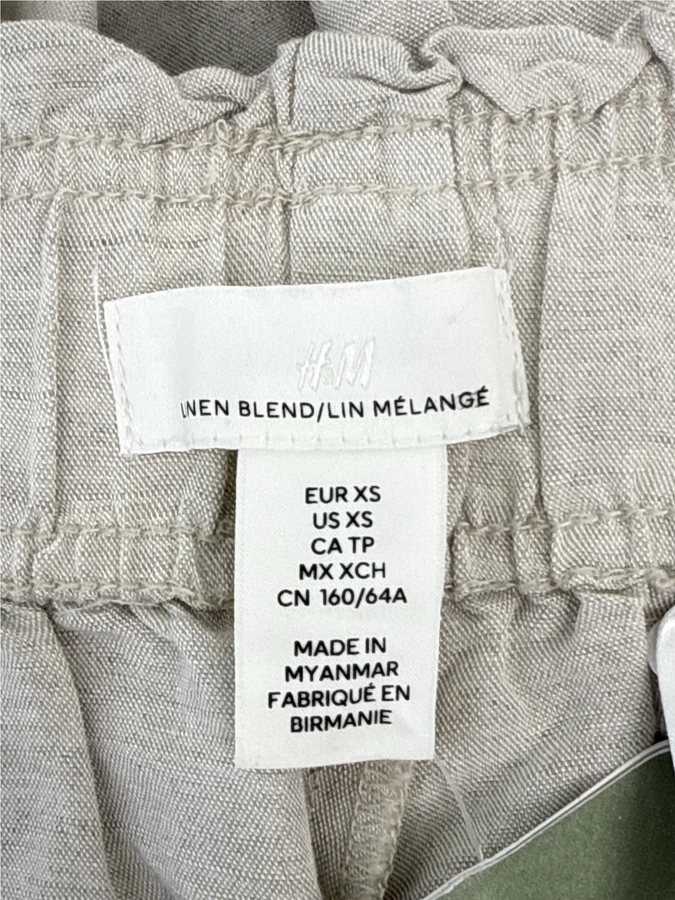 H&M
LINEN BLEND/LIN MÉLANGÉ
EUR XS
US XS
CA TP
MX XCH
CN 160/64A
MADE IN
MYANMAR
FABRIQUÉ EN
BIRMANIE